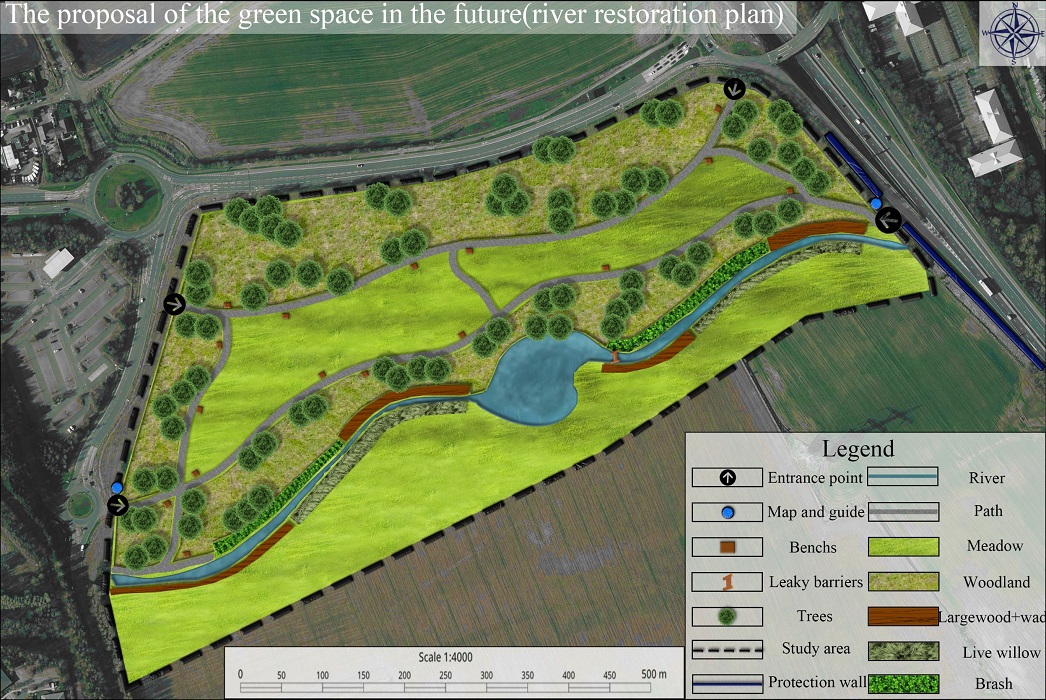 The proposal of the green space in the future(river restoration plan)
N
W E
S
Legend
Entrance point River
Map and guide Path
Benchs Meadow
Leaky barriers Woodland
Trees Largewood+wad
Study area Live willow
Protection wall Brash
Scale 1:4000
0 50 100 150 200 250 300 350 400 450 500 m